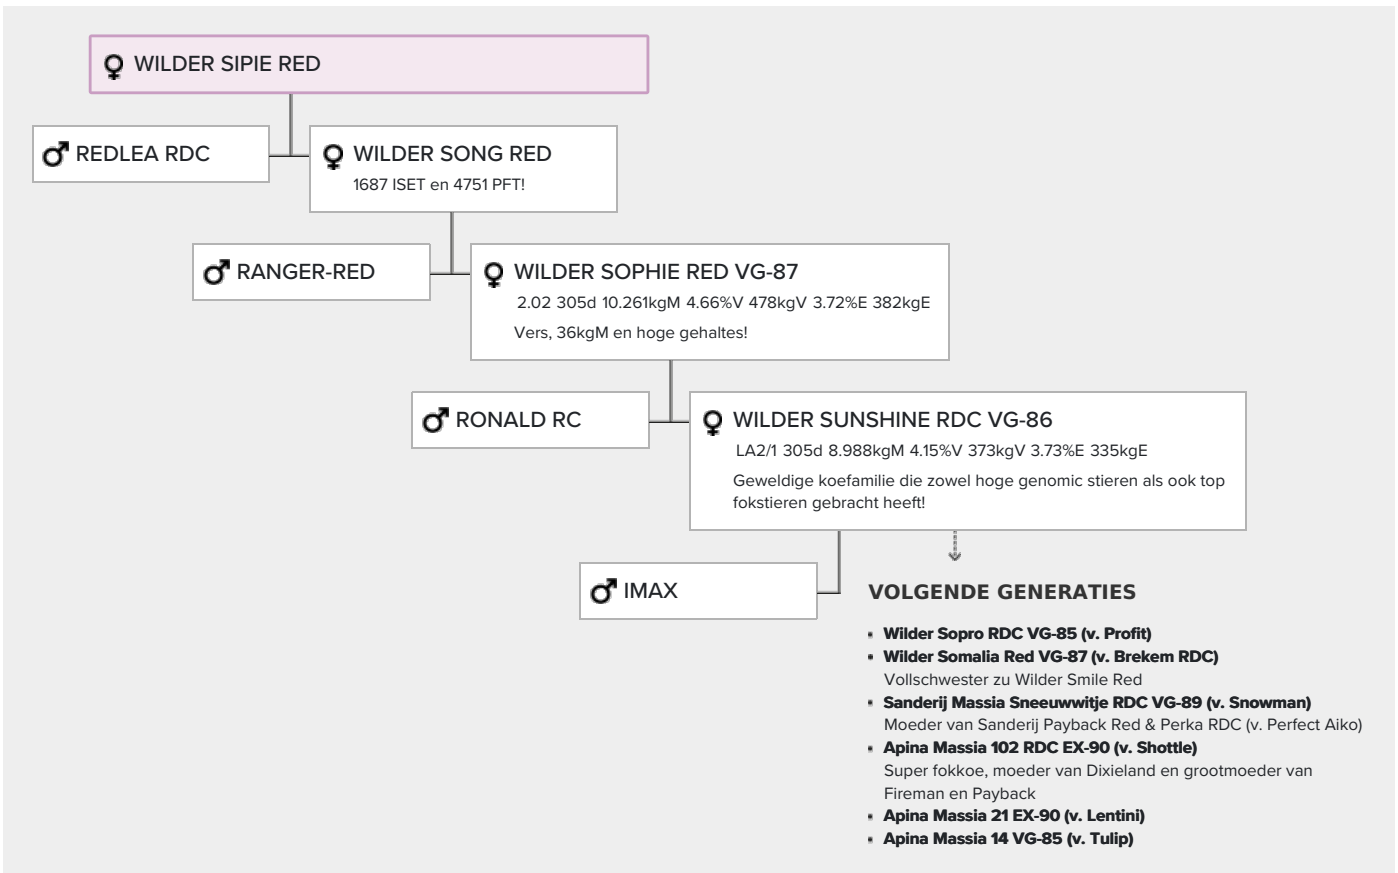 WILDER SIPIE RED
REDLEA RDC
WILDER SONG RED
1687 ISET en 4751 PFT!
RANGER-RED
WILDER SOPHIE RED VG-87
2.02 305d 10.261kgM 4.66%V 478kgV 3.72%E 382kgE
Vers, 36kgM en hoge gehaltes!
RONALD RC
WILDER SUNSHINE RDC VG-86
LA2/1 305d 8.988kgM 4.15%V 373kgV 3.73%E 335kgE
Geweldige koefamilie die zowel hoge genomic stieren als ook top
fokstieren gebracht heeft!
IMAX
VOLGENDE GENERATIES
Wilder Sopro RDC VG-85 (v. Profit)
Wilder Somalia Red VG-87 (v. Brekem RDC)
Vollschwester zu Wilder Smile Red
Sanderij Massia Sneeuwwitje RDC VG-89 (v. Snowman)
Moeder van Sanderij Payback Red & Perka RDC (v. Perfect Aiko)
Apina Massia 102 RDC EX-90 (v. Shottle)
Super fokkoe, moeder van Dixieland en grootmoeder van
Fireman en Payback
Apina Massia 21 EX-90 (v. Lentini)
Apina Massia 14 VG-85 (v. Tulip)